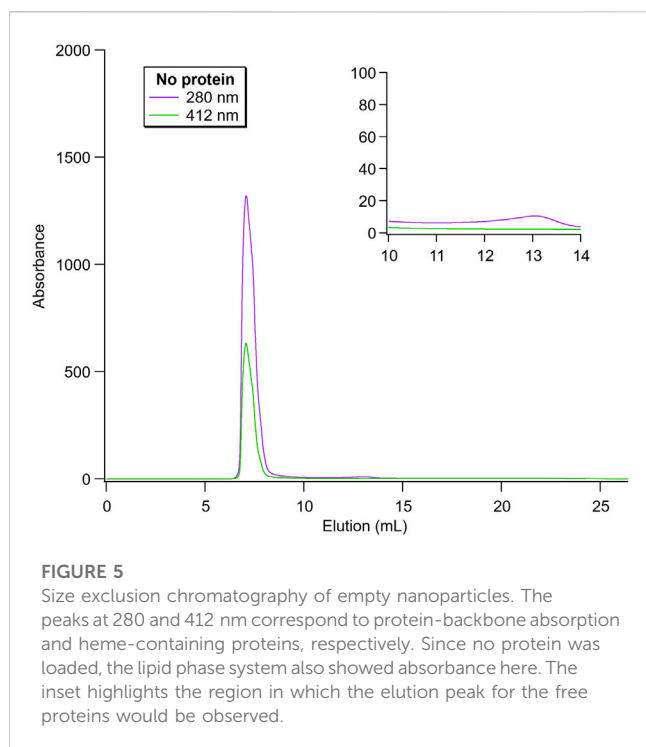 2000
1500
1000
500
0
Absorbance
No protein
280 nm
412 nm
100
80
60
40
20
0
10 11 12 13 14
0 5 10 15 20 25
Elution (mL)
FIGURE 5
Size exclusion chromatography of empty nanoparticles. The
peaks at 280 and 412 nm correspond to protein-backbone absorption
and heme-containing proteins, respectively. Since no protein was
loaded, the lipid phase system also showed absorbance here. The
inset highlights the region in which the elution peak for the free
proteins would be observed.